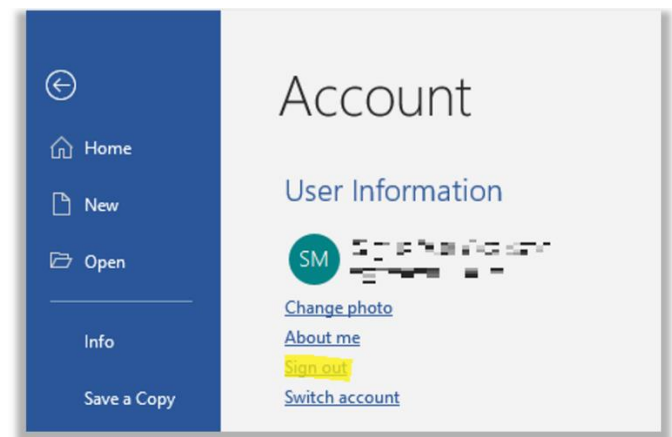 Account
Home
New
Open
Info
Save a Copy
User Information
SM
Change photo
About me
Sign out
Switch account